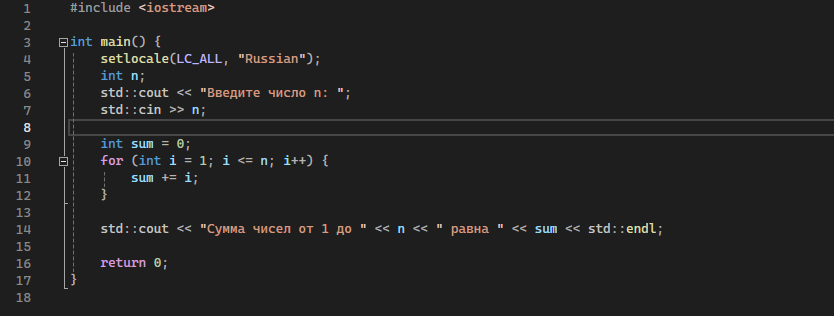 1 #include <iostream>
2
3 int main() {
4 setlocale(LC_ALL, "Russian");
5 int n;
6 std::cout << "Введите число n: ";
7 std::cin >> n;
8
9 int sum = 0;
10 for (int i = 1; i <= n; i++) {
11 sum += i;
12 }
13
14 std::cout << "Сумма чисел от 1 до " << n << " равна " << sum << std::endl;
15
16 return 0;
17 }
18